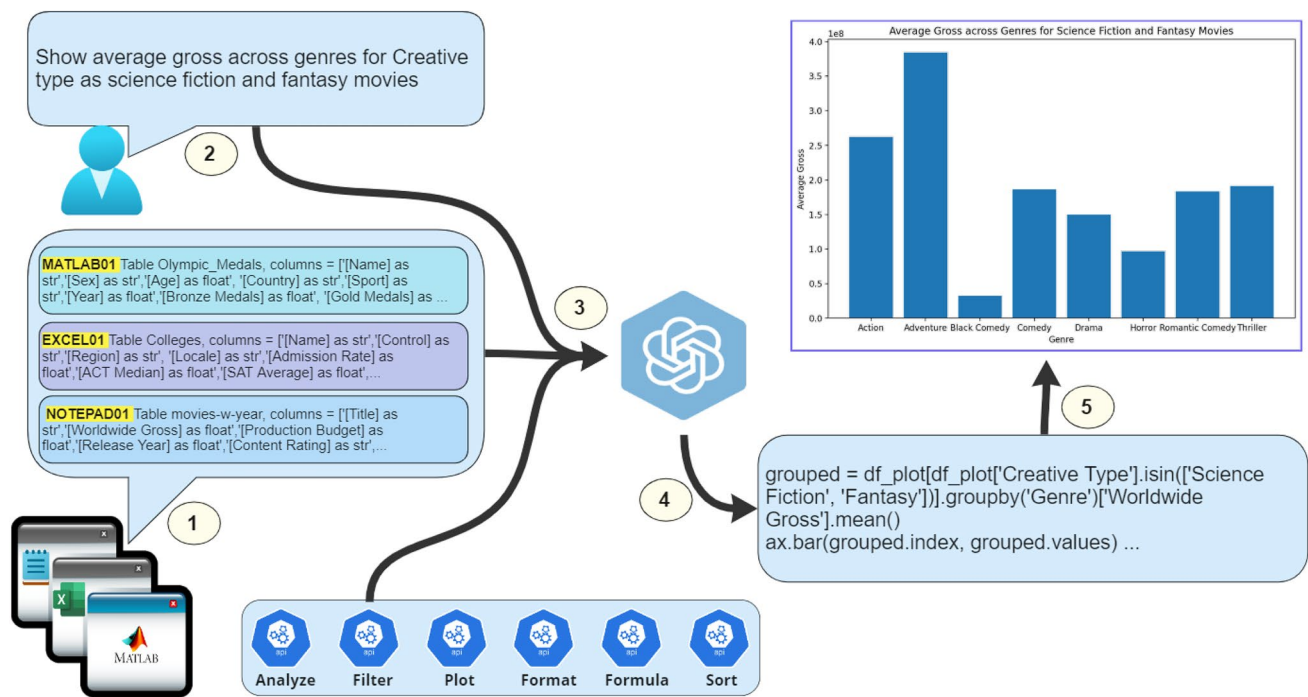 Show average gross across genres for Creative
type as science fiction and fantasy movies
2
MATLAB01 Table Olympic_Medals, columns = ['[Name] as
str','[Sex] as str','[Age] as float', '[Country] as str','[Sport] as
str','[Year] as float','[Bronze Medals] as float', '[Gold Medals] as ...
EXCEL01 Table Colleges, columns = ['[Name] as str','[Control] as
str','[Region] as str', '[Locale] as str','[Admission Rate] as
float','[ACT Median] as float','[SAT Average] as float',...
NOTEPAD01 Table movies-w-year, columns = ['[Title] as
str','[Worldwide Gross] as float','[Production Budget] as
float','[Release Year] as float','[Content Rating] as str',...
1
X
MATLAB
3
api
api
api
api
api
api
Analyze Filter Plot Format Formula Sort
4
grouped = df_plot[df_plot['Creative Type'].isin(['Science
Fiction', 'Fantasy'])].groupby('Genre')['Worldwide
Gross'].mean()
ax.bar(grouped.index, grouped.values) ...
5
Average Gross across Genres for Science Fiction and Fantasy Movies
1e8
4.0
3.5
3.0
2.5
2.0
1.5
1.0
0.5
0.0
Average Gross
Action Adventure Black Comedy Comedy Drama Horror Romantic Comedy Thriller
Genre